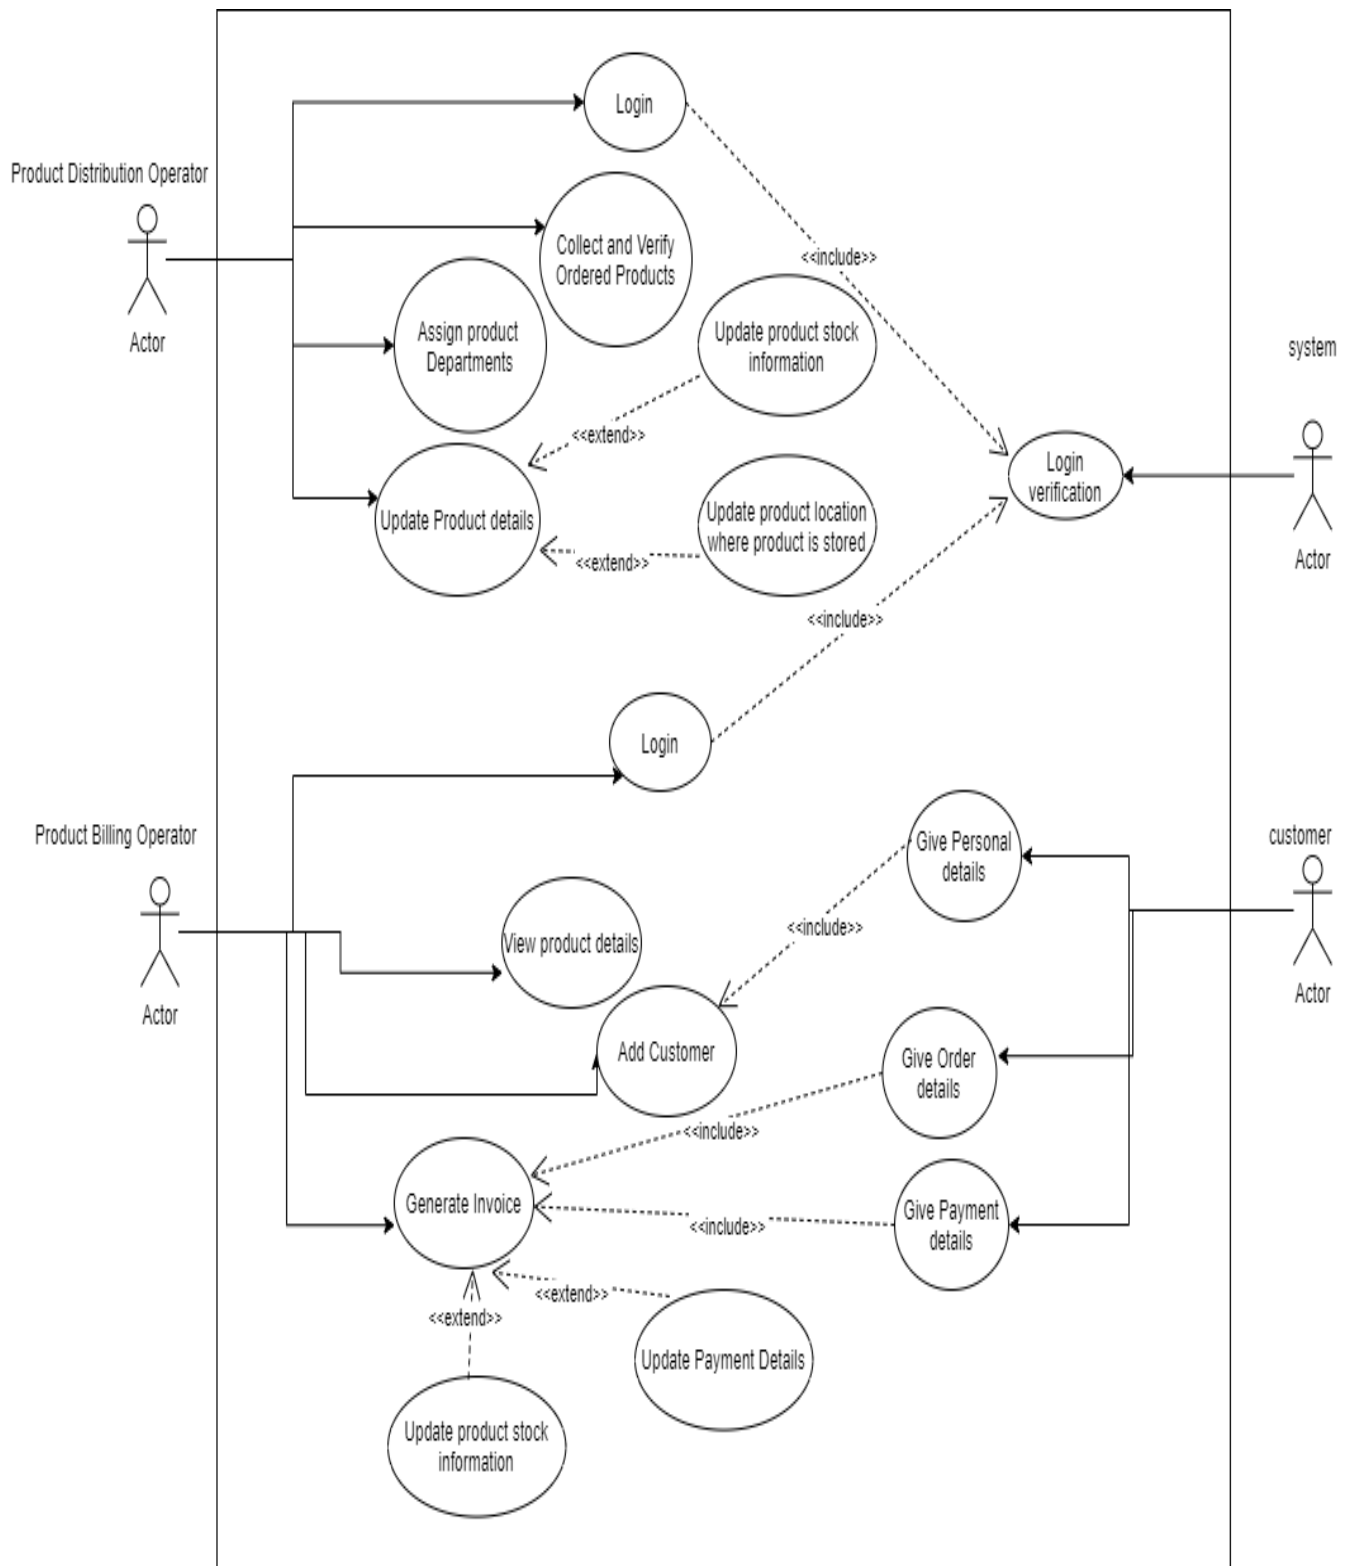 Login
Product Distribution Operator
Collect and Verify
Ordered Products
<<include>>
Assign product
Departments
Update product stock
information
Actor
system
<<extend>>
Login
verification
Update Product details
Update product location
where product is stored
<<extend>>
Actor
<<include>>
Login
Product Billing Operator
Give Personal
details
customer
<<include>>
View product details
Actor
Actor
Add Customer
Give Order
details
<<include>>
Generate Invoice
Give Payment
details
<<include>>
<<extend>>
<<extend>>
Update Payment Details
Update product stock
information